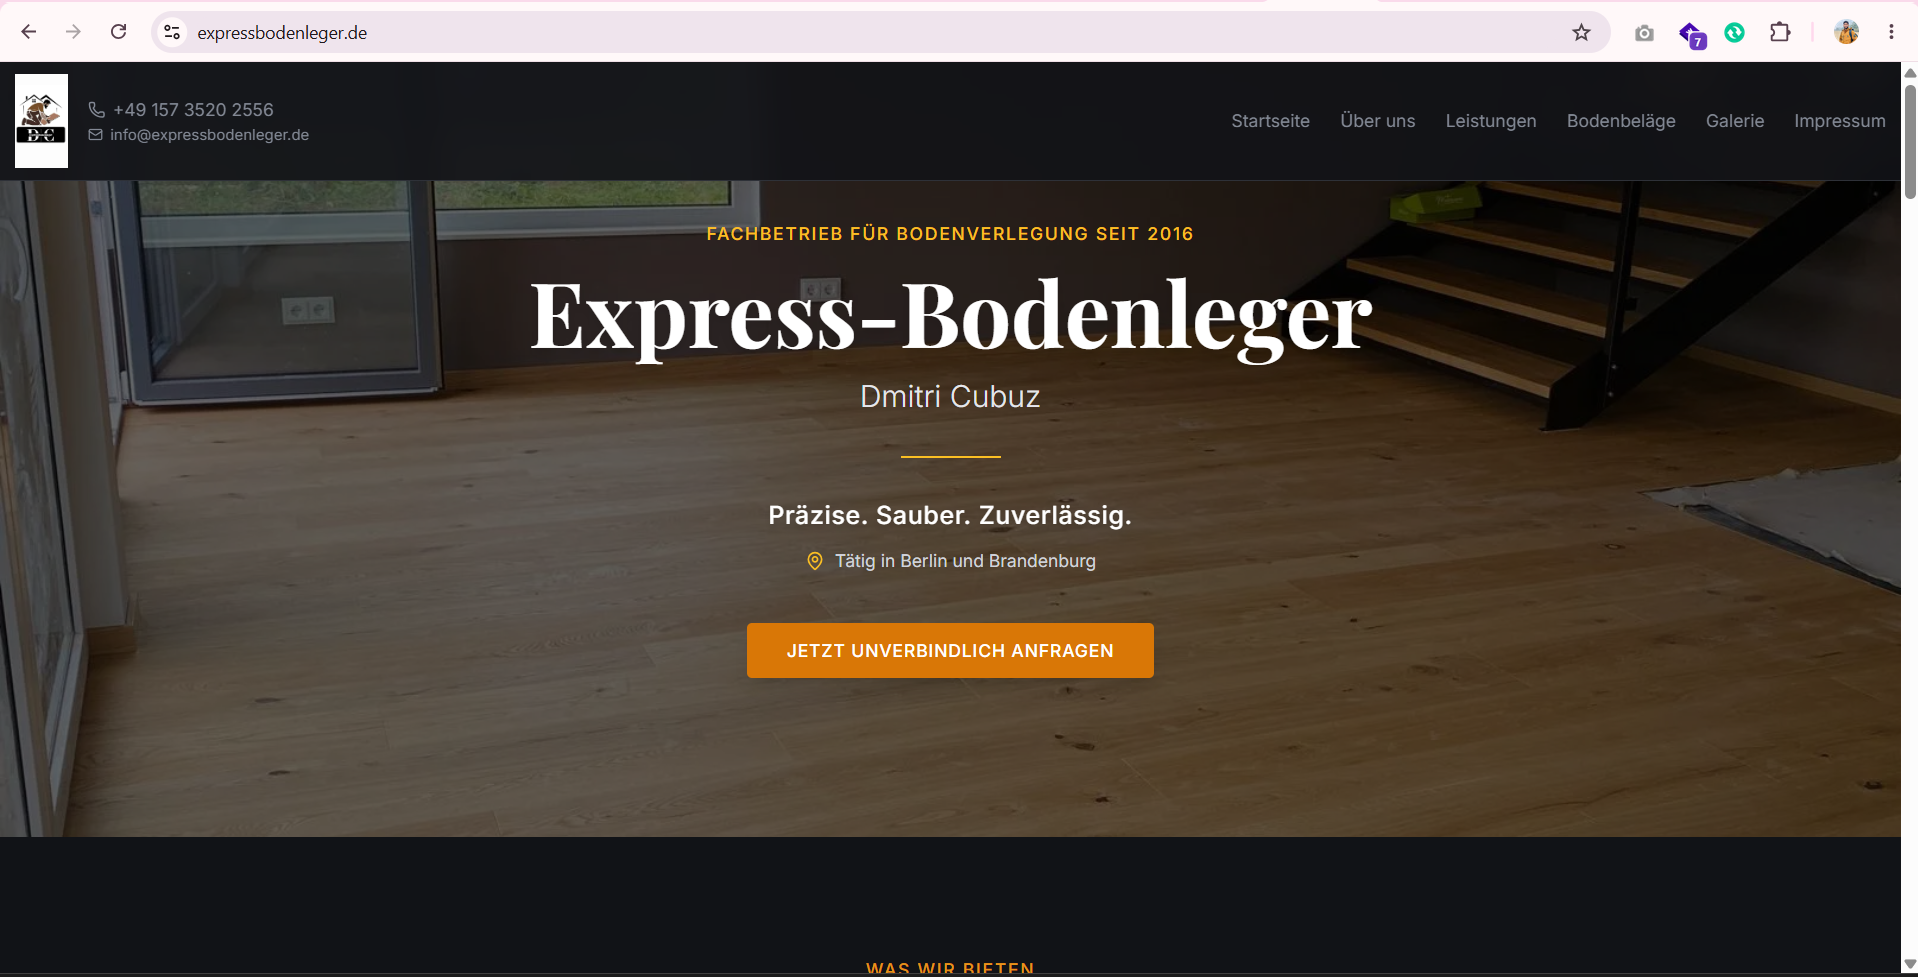 expressbodenleger.de
7
D C
+49 157 3520 2556
info@expressbodenleger.de
Startseite Über uns Leistungen Bodenbeläge Galerie Impressum
FACHBETRIEB FÜR BODENVERLEGUNG SEIT 2016
Express-Bodenleger
Dmitri Cubuz
Präzise. Sauber. Zuverlässig.
Tätig in Berlin und Brandenburg
JETZT UNVERBINDLICH ANFRAGEN
WAS WIR BIETEN